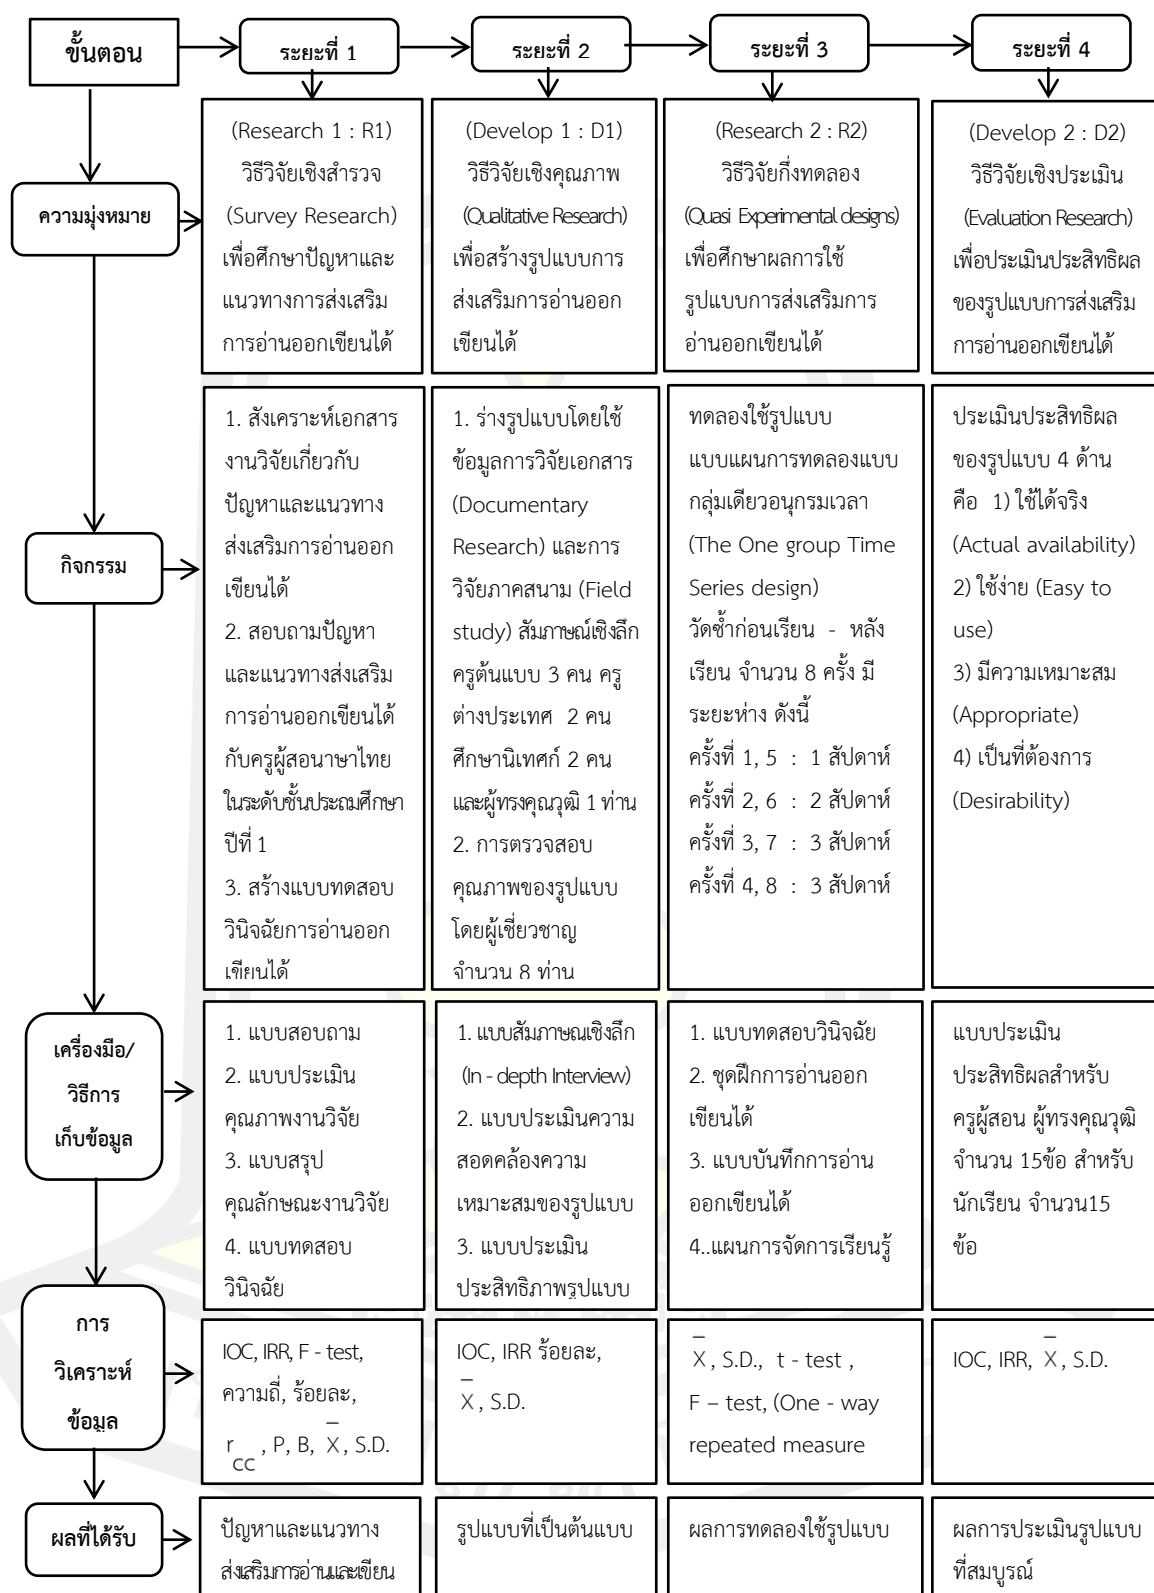 ขั้นตอน
ระยะที่ 1
ระยะที่ 2
ระยะที่ 3
ระยะที่ 4
ความมุ่งหมาย
(Research 1 : R1)
วิธีวิจัยเชิงสำรวจ
(Survey Research)
เพื่อศึกษาปัญหาและ
แนวทางการส่งเสริม
การอ่านออกเขียนได้
(Develop 1 : D1)
วิธีวิจัยเชิงคุณภาพ
(Qualitative Research)
เพื่อสร้างรูปแบบการ
ส่งเสริมการอ่านออก
เขียนได้
(Research 2 : R2)
วิธีวิจัยกึ่งทดลอง
(Quasi Experimental designs)
เพื่อศึกษาผลการใช้
รูปแบบการส่งเสริมการ
อ่านออกเขียนได้
(Develop 2 : D2)
วิธีวิจัยเชิงประเมิน
(Evaluation Research)
เพื่อประเมินประสิทธิผล
ของรูปแบบการส่งเสริม
การอ่านออกเขียนได้
กิจกรรม
1. สังเคราะห์เอกสาร
งานวิจัยเกี่ยวกับ
ปัญหาและแนวทาง
ส่งเสริมการอ่านออก
เขียนได้
2. สอบถามปัญหา
และแนวทางส่งเสริม
การอ่านออกเขียนได้
กับครูผู้สอนาษาไทย
ในระดับชั้นประถมศึกษา
ปีที่ 1
3. สร้างแบบทดสอบ
วินิจฉัยการอ่านออก
เขียนได้
1. ร่างรูปแบบโดยใช้
ข้อมูลการวิจัยเอกสาร
(Documentary
Research) และการ
วิจัยภาคสนาม (Field
study) สัมภาษณ์เชิงลึก
ครูต้นแบบ 3 คน ครู
ต่างประเทศ 2 คน
ศึกษานิเทศก์ 2 คน
และผู้ทรงคุณวุฒิ 1 ท่าน
2. การตรวจสอบ
คุณภาพของรูปแบบ
โดยผู้เชี่ยวชาญ
จำนวน 8 ท่าน
ทดลองใช้รูปแบบ
แบบแผนการทดลองแบบ
กลุ่มเดียวอนุกรมเวลา
(The One group Time
Series design)
วัดซ้ำก่อนเรียน - หลัง
เรียน จำนวน 8 ครั้ง มี
ระยะห่าง ดังนี้
ครั้งที่ 1, 5 : 1 สัปดาห์
ครั้งที่ 2, 6 : 2 สัปดาห์
ครั้งที่ 3, 7 : 3 สัปดาห์
ครั้งที่ 4, 8 : 3 สัปดาห์
ประเมินประสิทธิผล
ของรูปแบบ 4 ด้าน
คือ 1) ใช้ได้จริง
(Actual availability)
2) ใช้ง่าย (Easy to
use)
3) มีความเหมาะสม
(Appropriate)
4) เป็นที่ต้องการ
(Desirability)
เครื่องมือ/
วิธีการ
เก็บข้อมูล
1. แบบสอบถาม
2. แบบประเมิน
คุณภาพงานวิจัย
3. แบบสรุป
คุณลักษณะงานวิจัย
4. แบบทดสอบ
วินิจฉัย
1. แบบสัมภาษณเชิงลึก
(In - depth Interview)
2. แบบประเมินความ
สอดคล้องความ
เหมาะสมของรูปแบบ
3. แบบประเมิน
ประสิทธิภาพรูปแบบ
1. แบบทดสอบวินิจฉัย
2. ชุดฝึกการอ่านออก
เขียนได้
3. แบบบันทึกการอ่าน
ออกเขียนได้
4..แผนการจัดการเรียนรู้
แบบประเมิน
ประสิทธิผลสำหรับ
ครูผู้สอน ผู้ทรงคุณวุฒิ
จำนวน 15ข้อ สำหรับ
นักเรียน จำนวน15
ข้อ
การ
วิเคราะห์
ข้อมูล
IOC, IRR, F - test,
ความถี่, ร้อยละ,
r cc , P, B, X̄ , S.D.
IOC, IRR ร้อยละ,
X̄ , S.D.
X̄ , S.D., t - test ,
F – test, (One - way
repeated measure
IOC, IRR, X̄ , S.D.
ผลที่ได้รับ
ปัญหาและแนวทาง
ส่งเสริมการอ่านและเขียน
รูปแบบที่เป็นต้นแบบ
ผลการทดลองใช้รูปแบบ
ผลการประเมินรูปแบบ
ที่สมบูรณ์